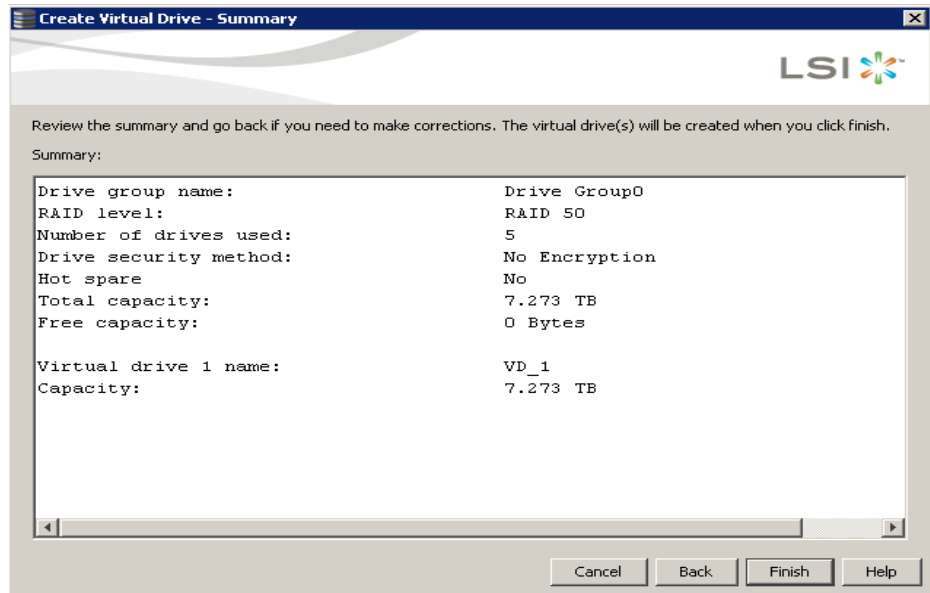 Create Virtual Drive - Summary
LSI
Review the summary and go back if you need to make corrections. The virtual drive(s) will be created when you click finish.
Summary:
Drive group name: Drive Group0
RAID level: RAID 50
Number of drives used: 5
Drive security method: No Encryption
Hot spare No
Total capacity: 7.273 TB
Free capacity: 0 Bytes
Virtual drive 1 name: VD_1
Capacity: 7.273 TB
Cancel Back Finish Help